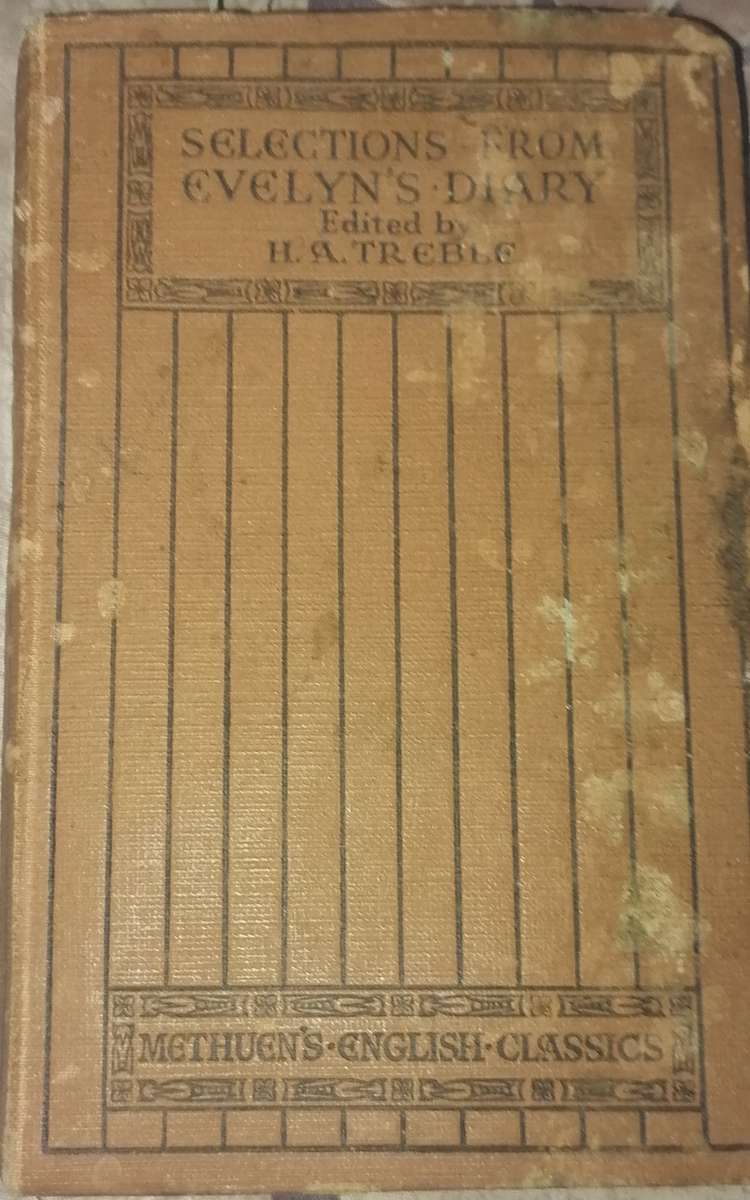 SELECTIONS FROM
EVELYN'S · DIARY
Edited by
H. A. TREBLE
METHUEN'S · ENGLISH · CLASSICS